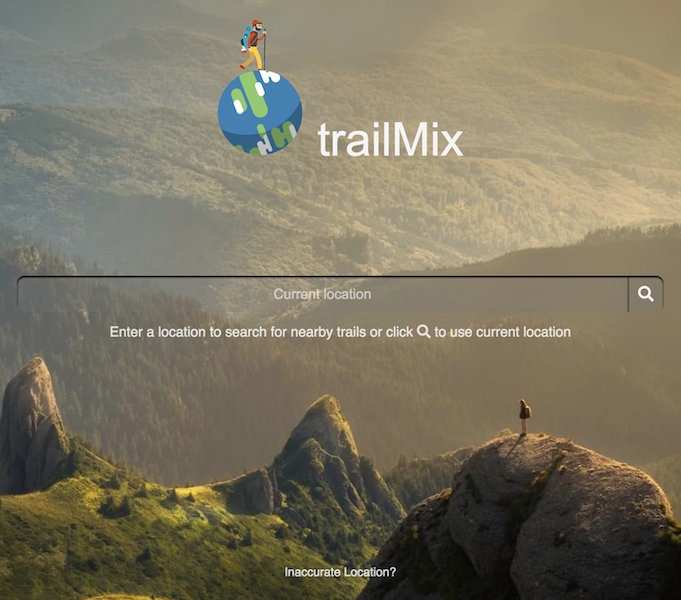 trailMix
Current location
Enter a location to search for nearby trails or click to use current location
Inaccurate Location?